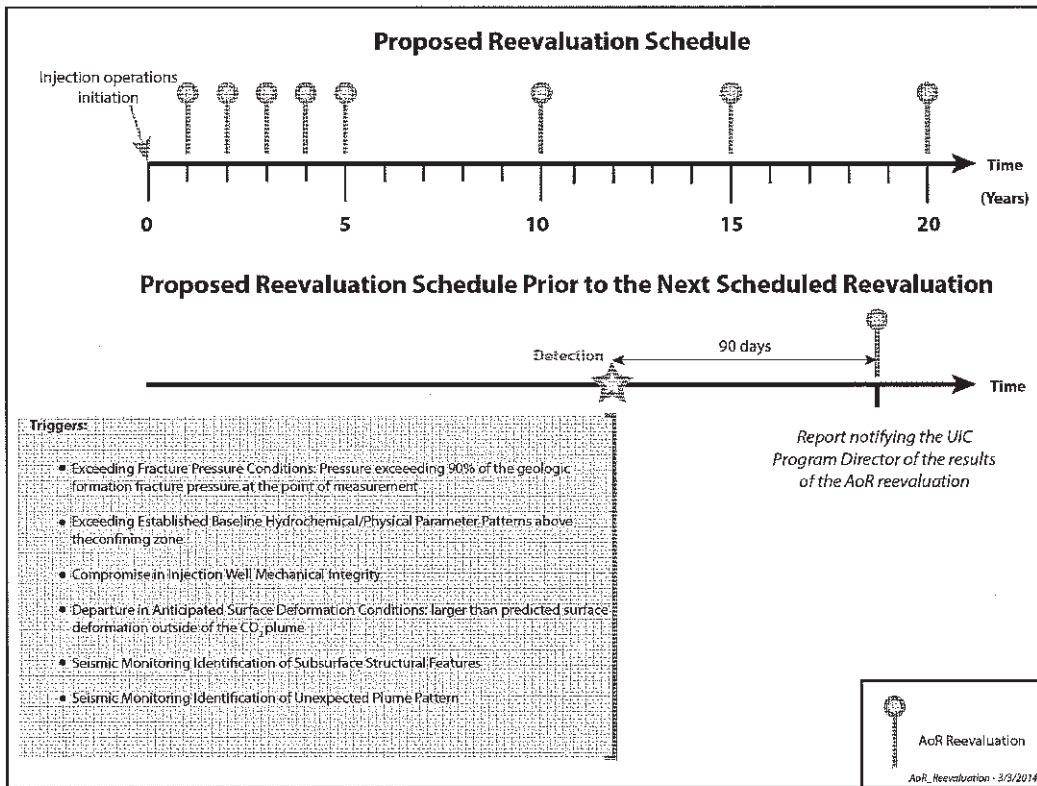 Proposed Reevaluation Schedule
Injection operations
initiation
Time
(Years)
0
5
10
15
20
Proposed Reevaluation Schedule Prior to the Next Scheduled Reevaluation
Detection
90 days
Time
Report notifying the UIC
Program Director of the results
of the AoR reevaluation
Triggers:
• Exceeding Fracture Pressure Conditions: Pressure exceeeding 90% of the geologic
formation fracture pressure at the point of measurement
• Exceeding Established Baseline Hydrochemical/Physical Parameter Patterns above
theconfining zone
• Compromise in Injection Well Mechanical Integrity
• Departure in Anticipated Surface Deformation Conditions: larger than predicted surface
deformation outside of the CO₂ plume
• Seismic Monitoring Identification of Subsurface Structural Features
• Seismic Monitoring Identification of Unexpected Plume Pattern
AoR Reevaluation
AoR_Reevaluation · 3/3/2014